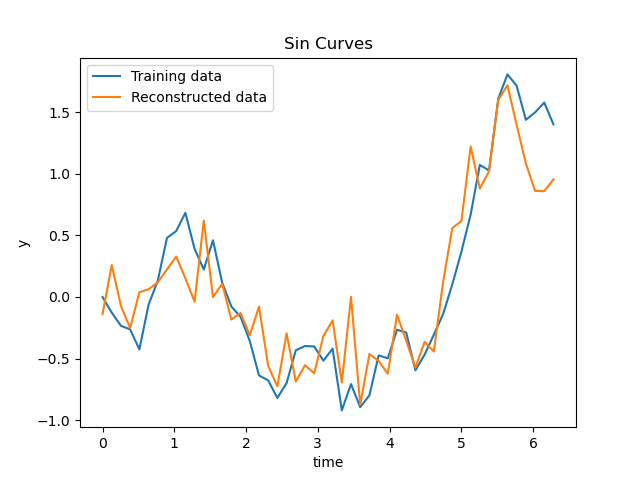 Sin Curves
Training data
Reconstructed data
1.5
1.0
0.5
0.0
−0.5
−1.0
y
0 1 2 3 4 5 6
time